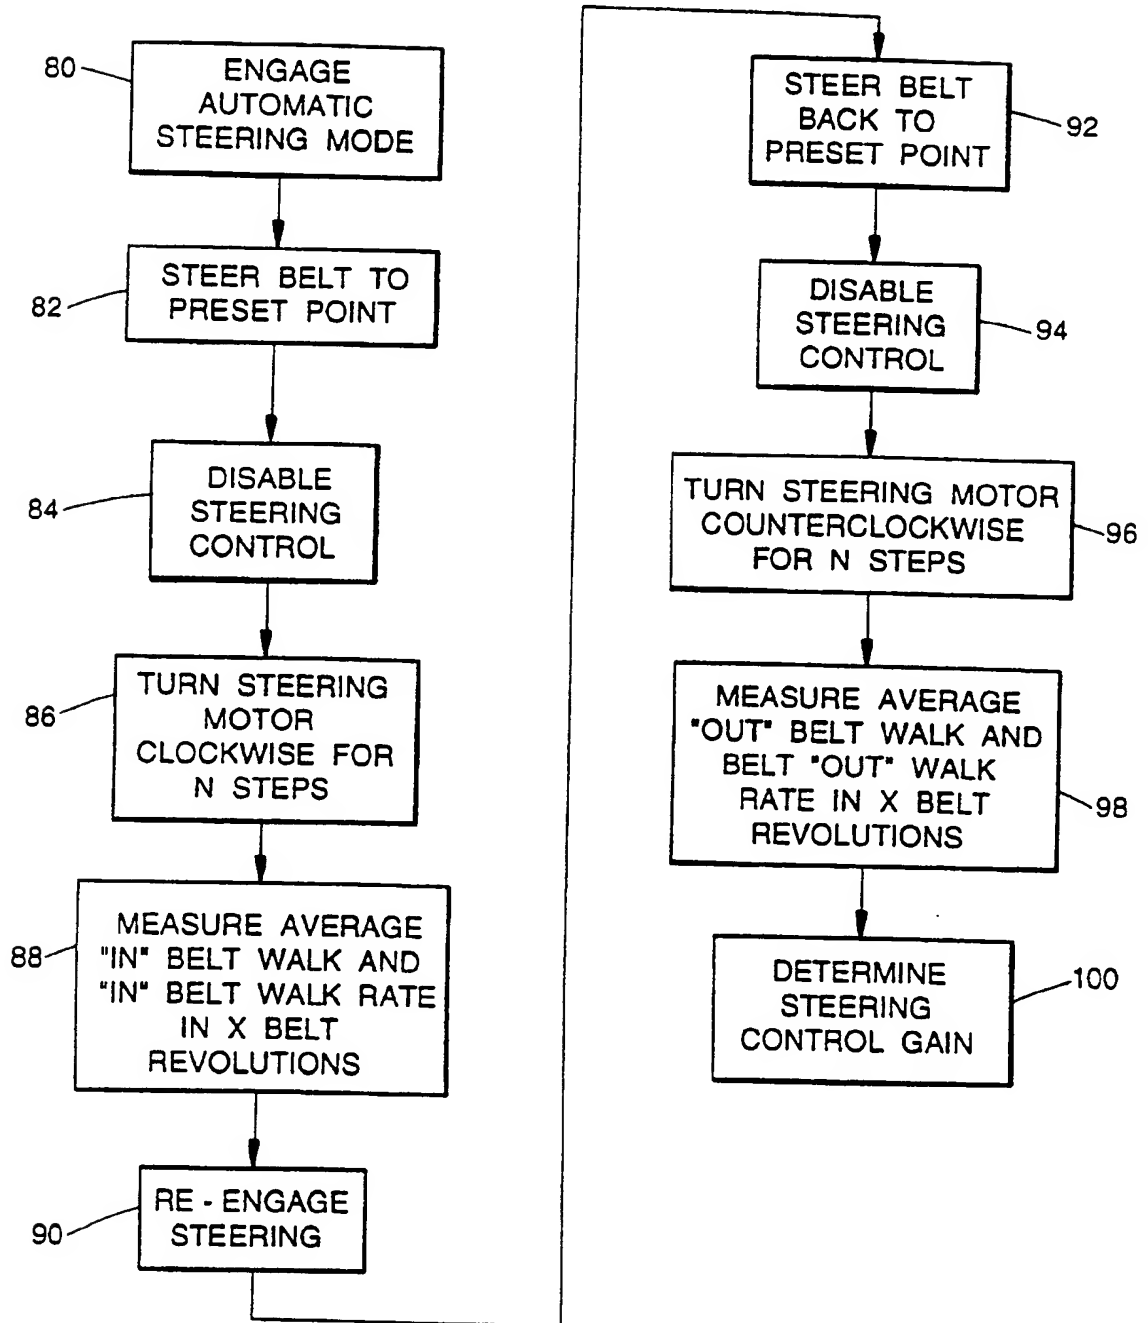 80
ENGAGE
AUTOMATIC
STEERING MODE
82
STEER BELT TO
PRESET POINT
84
DISABLE
STEERING
CONTROL
86
TURN STEERING
MOTOR
CLOCKWISE FOR
N STEPS
88
MEASURE AVERAGE
"IN" BELT WALK AND
"IN" BELT WALK RATE
IN X BELT
REVOLUTIONS
90
RE - ENGAGE
STEERING
STEER BELT
BACK TO
PRESET POINT
92
DISABLE
STEERING
CONTROL
94
TURN STEERING MOTOR
COUNTERCLOCKWISE
FOR N STEPS
96
MEASURE AVERAGE
"OUT" BELT WALK AND
BELT "OUT" WALK
RATE IN X BELT
REVOLUTIONS
98
DETERMINE
STEERING
CONTROL GAIN
100